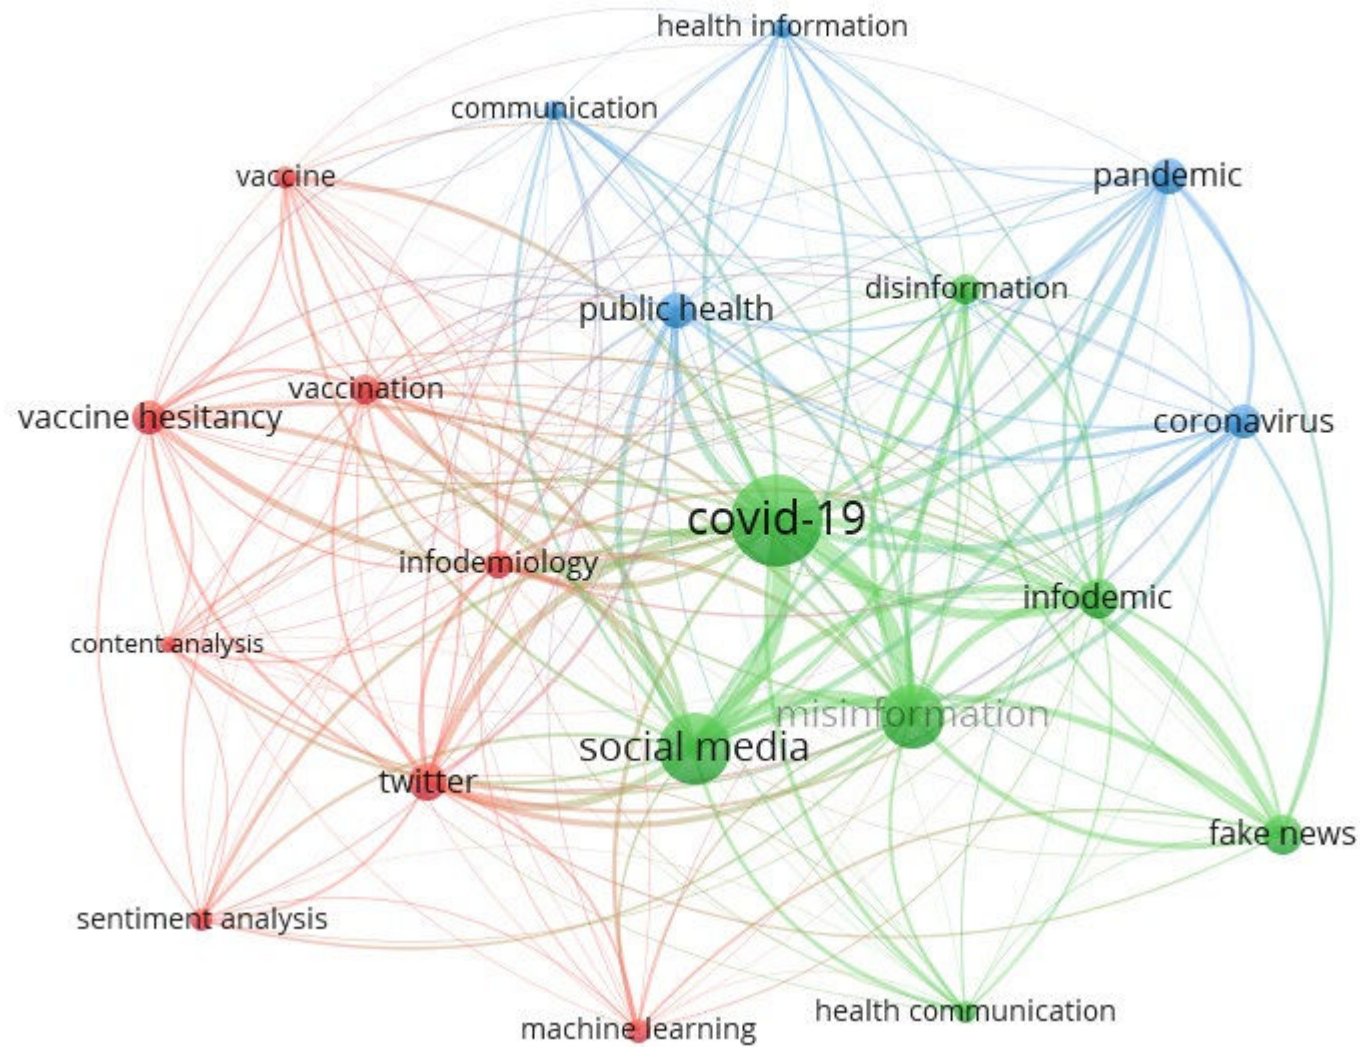 health information
communication
vaccine
pandemic
disinformation
public health
vaccination
vaccine hesitancy
coronavirus
covid-19
infodemiology
infodemic
content analysis
misinformation
social media
twitter
fake news
sentiment analysis
health communication
machine learning